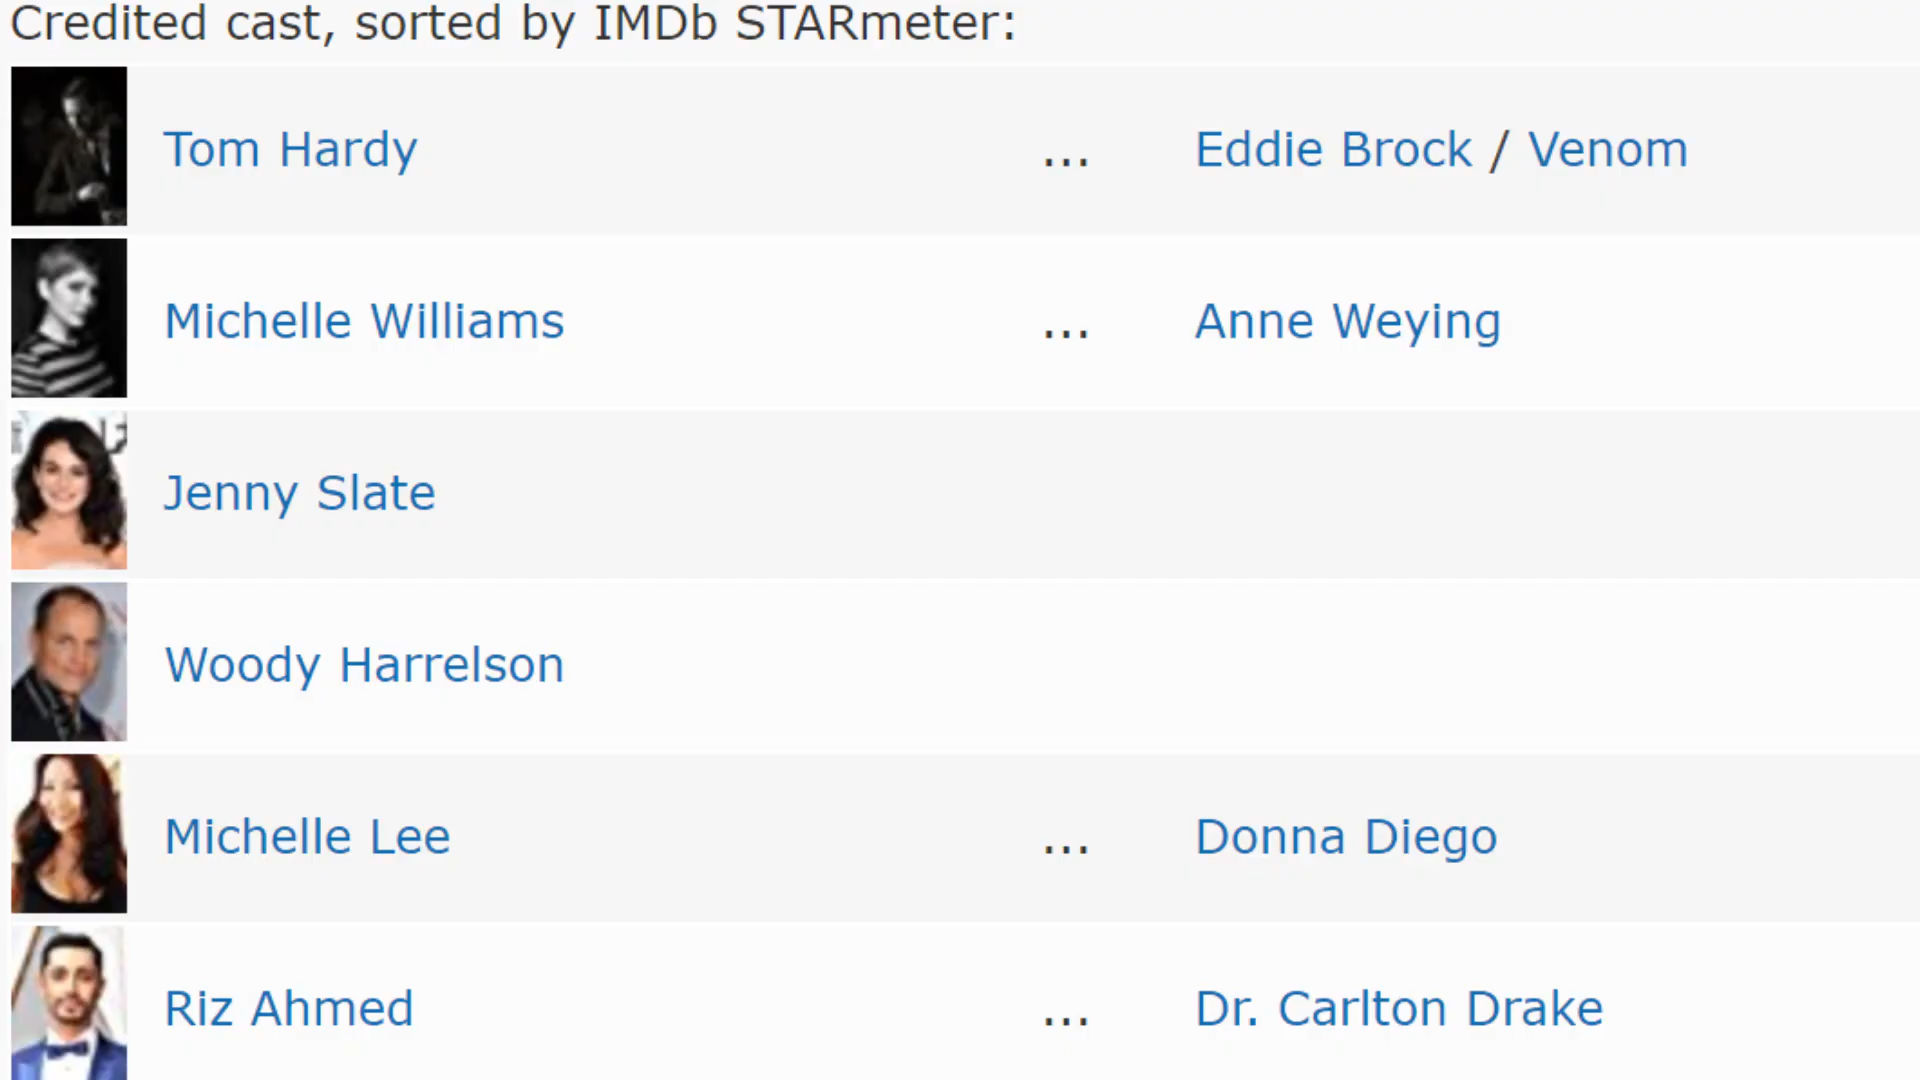 Credited cast, sorted by IMDb STARmeter:
Tom Hardy ... Eddie Brock / Venom
Michelle Williams ... Anne Weying
Jenny Slate
Woody Harrelson
Michelle Lee ... Donna Diego
Riz Ahmed ... Dr. Carlton Drake